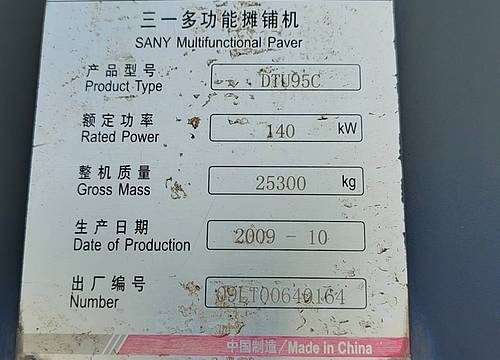 三一多功能摊铺机
SANY Multifunctional Paver
产品型号 DTU95C
Product Type
额定功率 140 kW
Rated Power
整机质量 25300 kg
Gross Mass
生产日期 2009 - 10
Date of Production
出厂编号 09LT00640164
Number
中国制造/Made in China